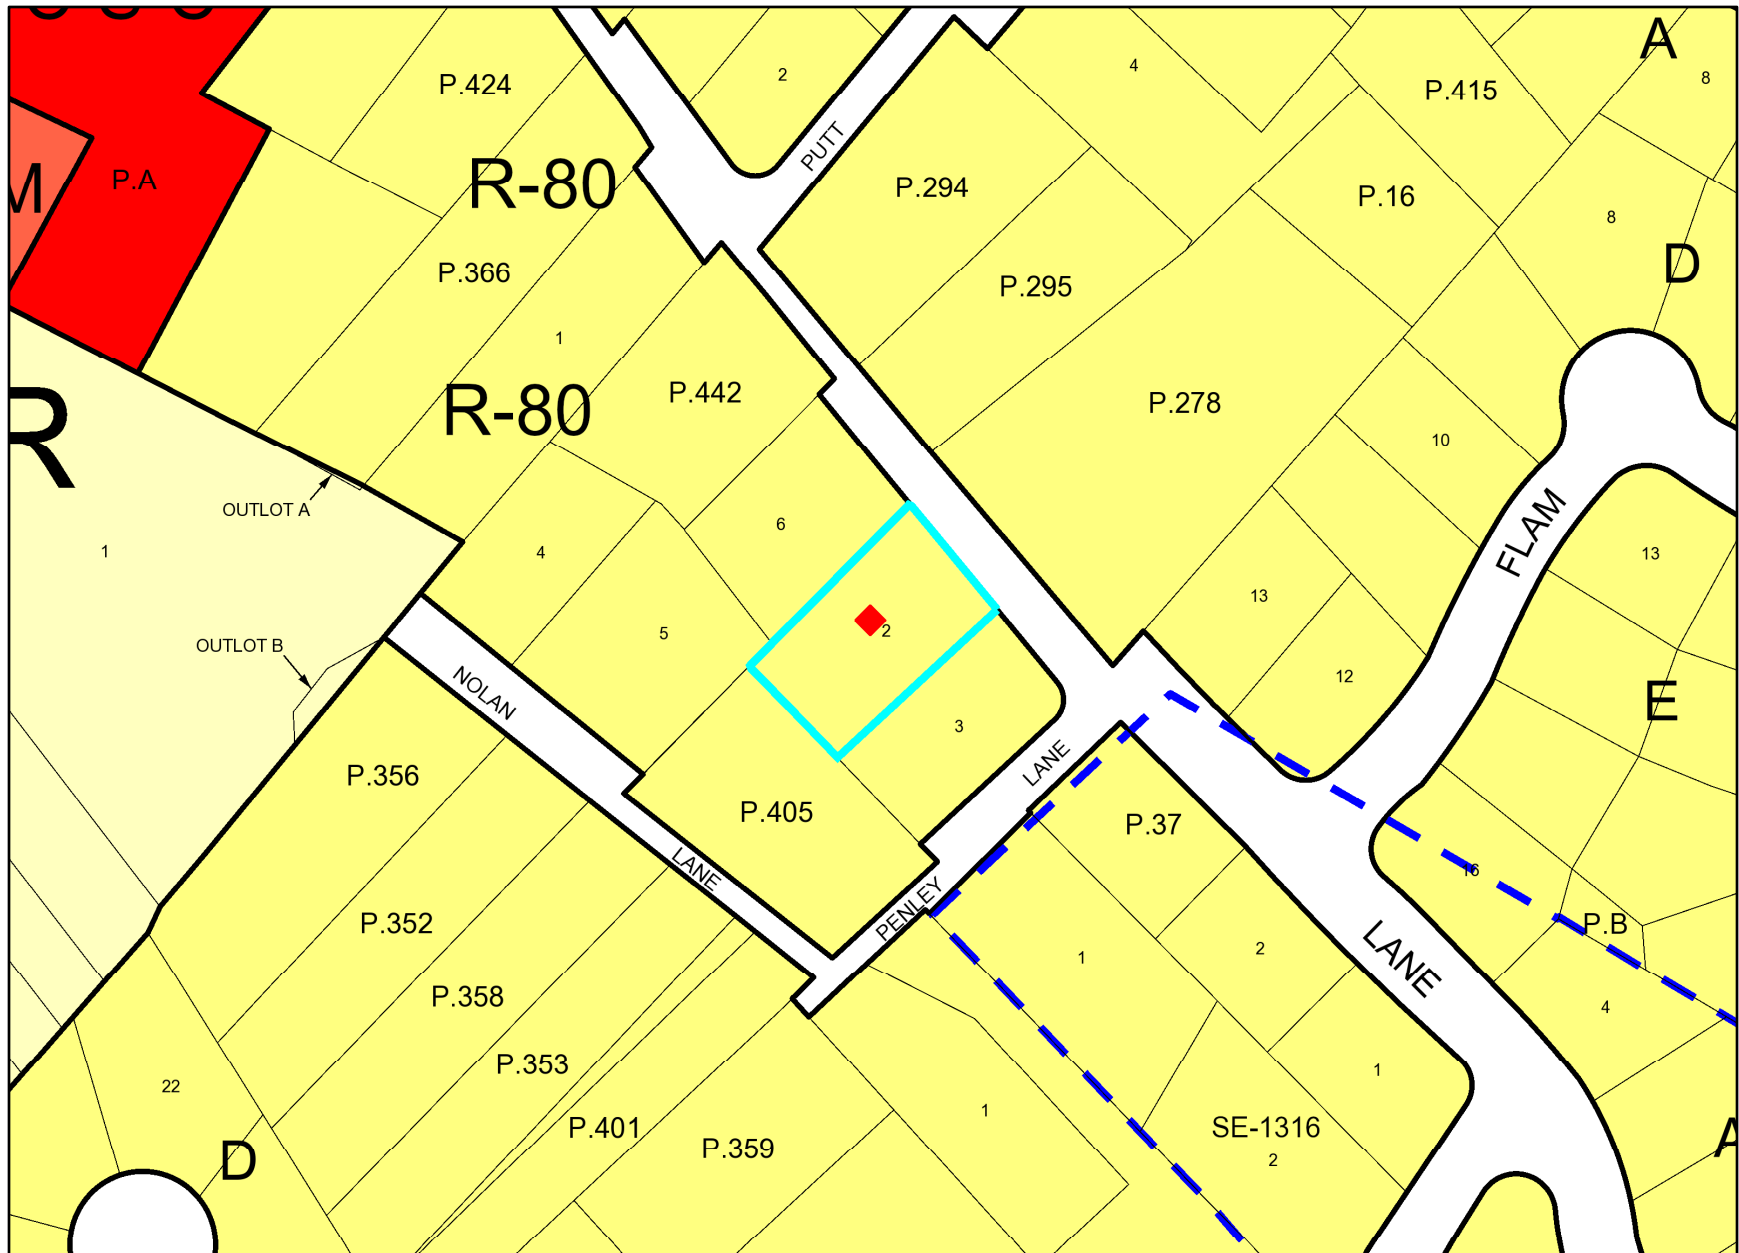 A
P.424
2
4
P.415
8
M
P.A
R-80
PUTT
P.294
P.16
8
D
P.366
P.295
1
R
R-80
P.442
P.278
10
OUTLOT A
1
4
6
FLAM
13
5
2
13
OUTLOT B
NOLAN
3
12
E
P.356
LANE
P.405
P.37
LANE
16
PENLEY
P.352
P.B
1
2
LANE
P.358
4
P.353
1
22
P.401
1
SE-1316
2
P.359
D
A